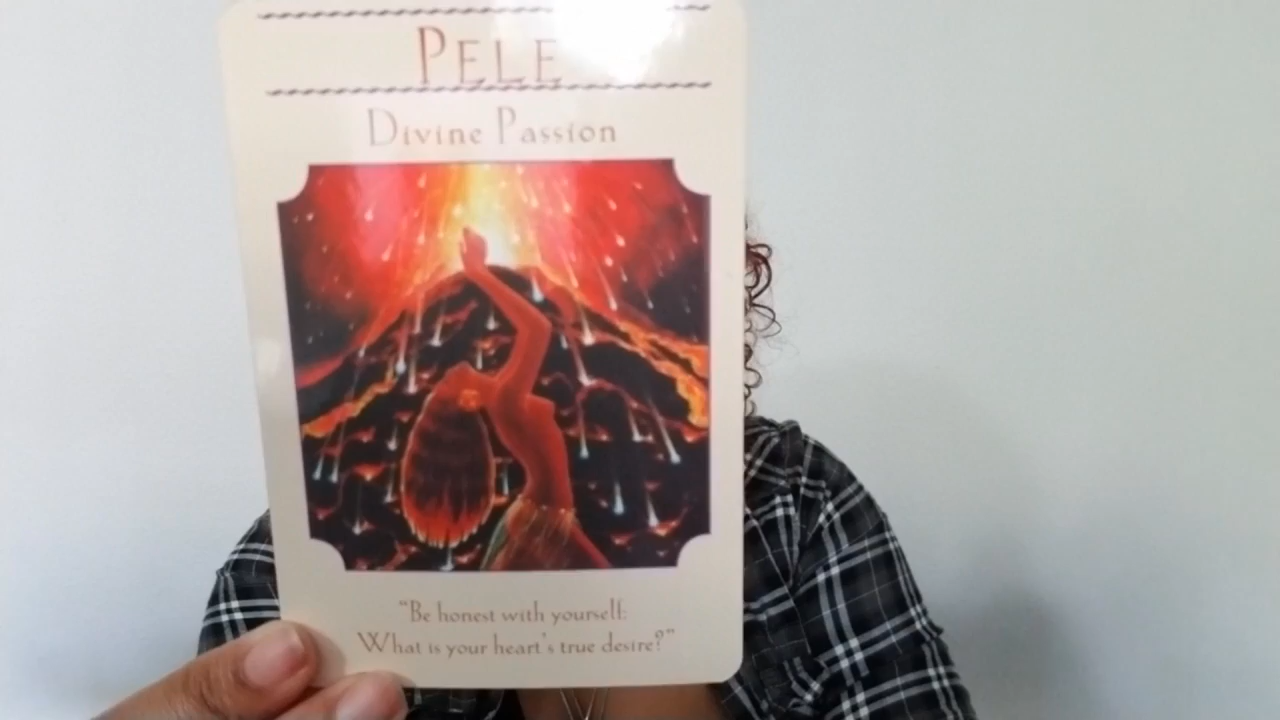 PELE
Divine Passion
"Be honest with yourself:
What is your heart's true desire?"